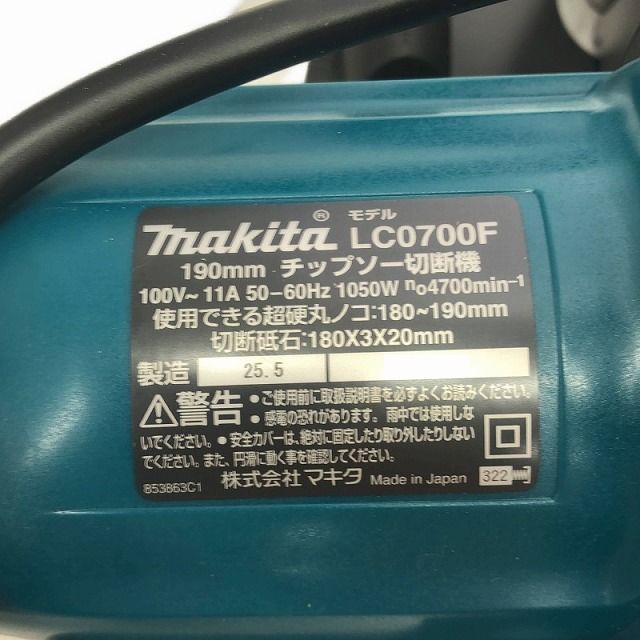 モデル
makita® LC0700F
190mm チップソー切断機
100V~ 11A 50-60Hz 1050W n₀4700min⁻¹
使用できる超硬丸ノコ:180~190mm
切断砥石:180X3X20mm
製造 25.5
警告 ●ご使用前に取扱説明書を必ずよくお読みください。
●感電の恐れがあります。雨中では使用しな
いでください。●安全カバーは、絶対に固定したり取り外したりしない
でください。また、円滑に動く事を確認してください。
853B63C1 株式会社マキタ Made in Japan 322